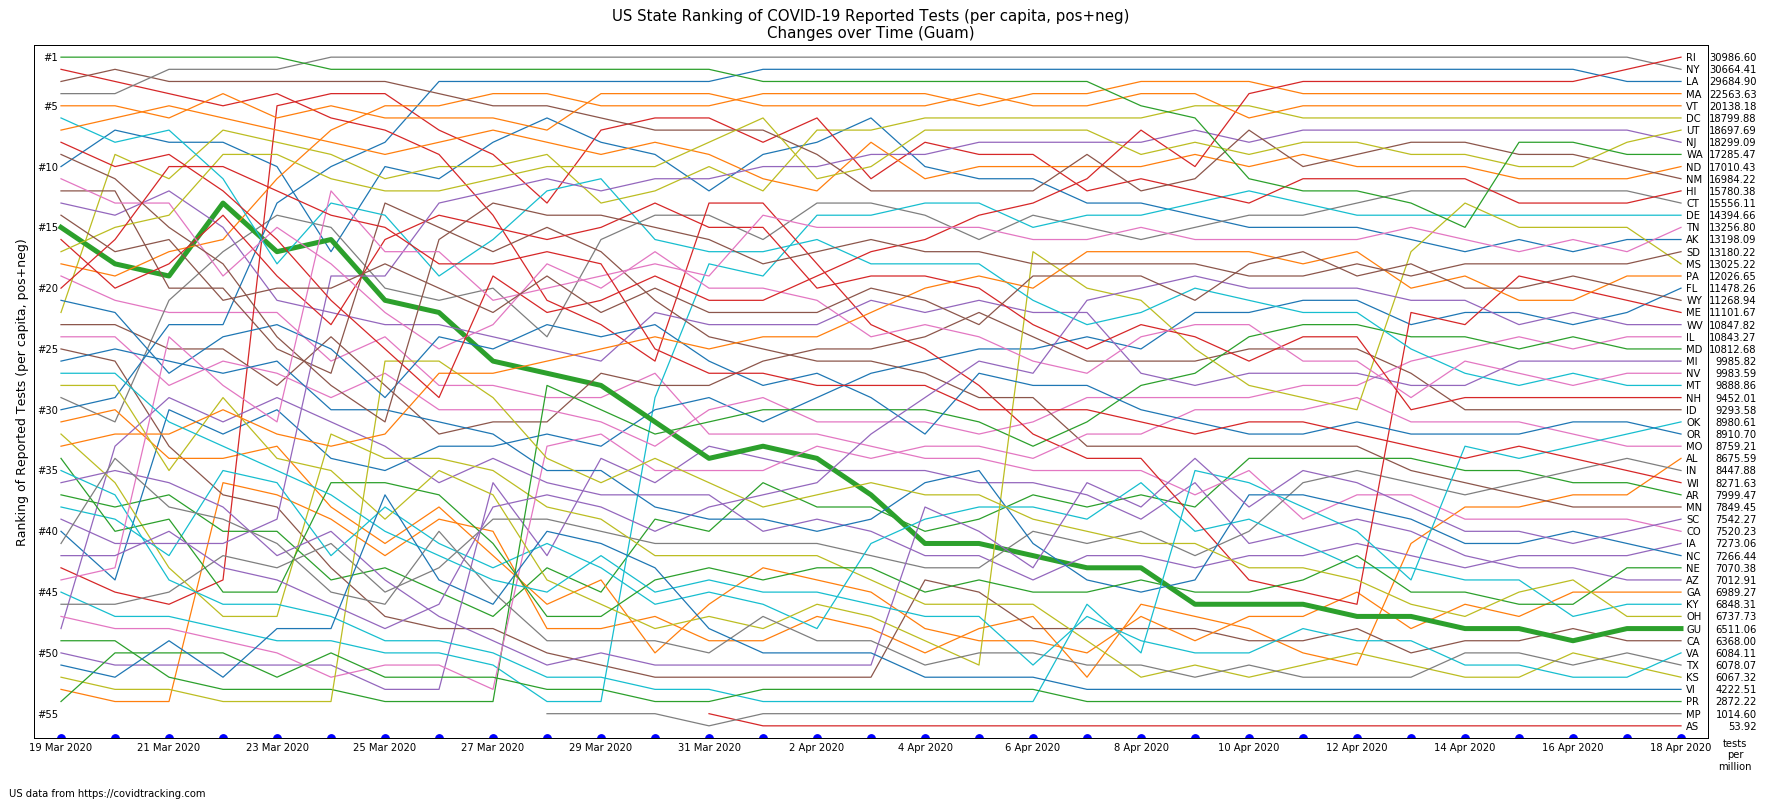 US State Ranking of COVID-19 Reported Tests (per capita, pos+neg)
Changes over Time (Guam)
Ranking of Reported Tests (per capita, pos+neg)
#1
#5
#10
#15
#20
#25
#30
#35
#40
#45
#50
#55
RI 30986.60
NY 30664.41
LA 29684.90
MA 22563.63
VT 20138.18
DC 18799.88
UT 18697.69
NJ 18299.09
WA 17285.47
ND 17010.43
NM 16984.22
HI 15780.38
CT 15556.11
DE 14394.66
TN 13256.80
AK 13198.09
SD 13180.22
MS 13025.22
PA 12026.65
FL 11478.26
WY 11268.94
ME 11101.67
WV 10847.82
IL 10843.27
MD 10812.68
MI 9985.82
NV 9983.59
MT 9888.86
NH 9452.01
ID 9293.58
OK 8980.61
OR 8910.70
MO 8759.21
AL 8675.59
IN 8447.88
WI 8271.63
AR 7999.47
MN 7849.45
SC 7542.27
CO 7520.23
IA 7273.06
NC 7266.44
NE 7070.38
AZ 7012.91
GA 6989.27
KY 6848.31
OH 6737.73
GU 6511.06
CA 6368.00
VA 6084.11
TX 6078.07
KS 6067.32
VI 4222.51
PR 2872.22
MP 1014.60
AS 53.92
19 Mar 2020 21 Mar 2020 23 Mar 2020 25 Mar 2020 27 Mar 2020 29 Mar 2020 31 Mar 2020 2 Apr 2020 4 Apr 2020 6 Apr 2020 8 Apr 2020 10 Apr 2020 12 Apr 2020 14 Apr 2020 16 Apr 2020 18 Apr 2020
tests
per
million
US data from https://covidtracking.com